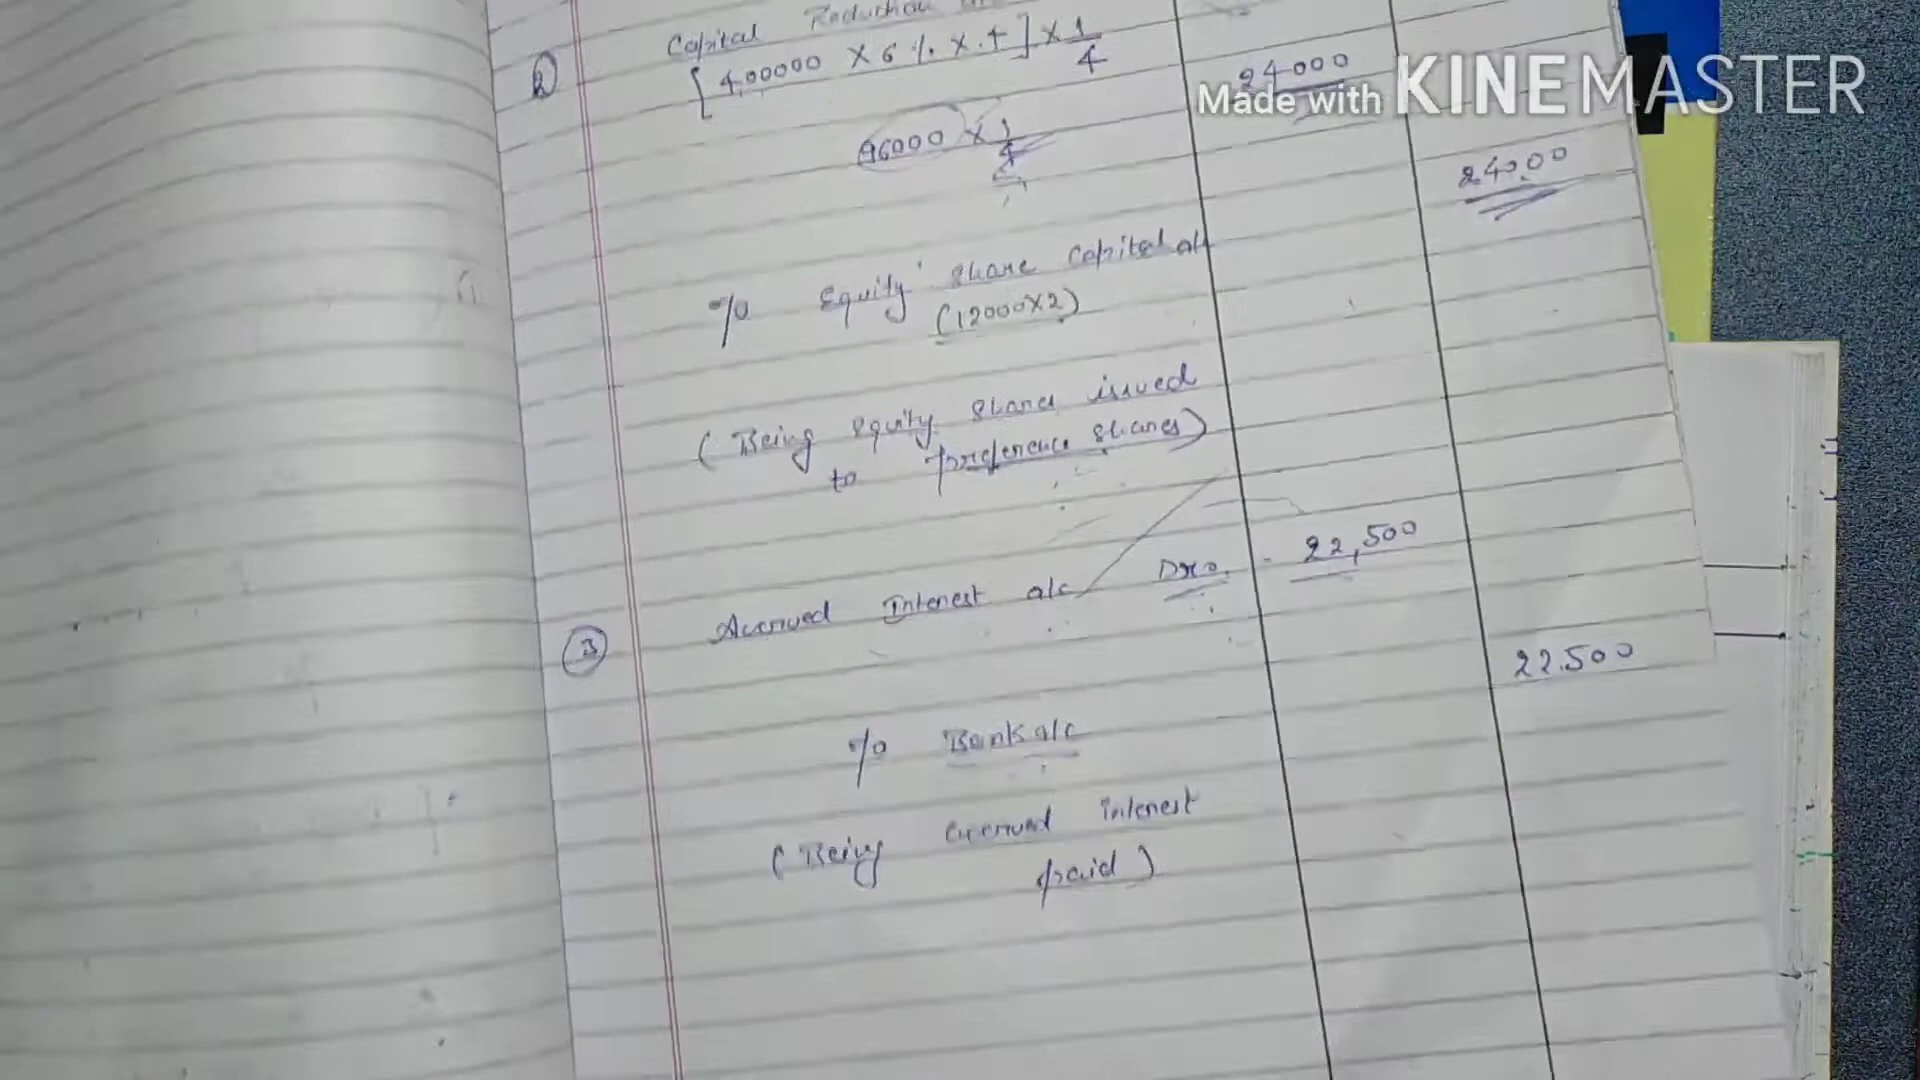 Capital Reduction
2
[4,00000 × 6 % × 4] × 1/4
24000
Made with KINEMASTER
96000 × 1/4
24000
To Equity Share Capital a/c
(12000×2)
(Being equity shares issued
to preference shares)
Accrued Interest a/c Dr. - 22,500
3
22.500
To Bank a/c
(Being accrued interest
paid)